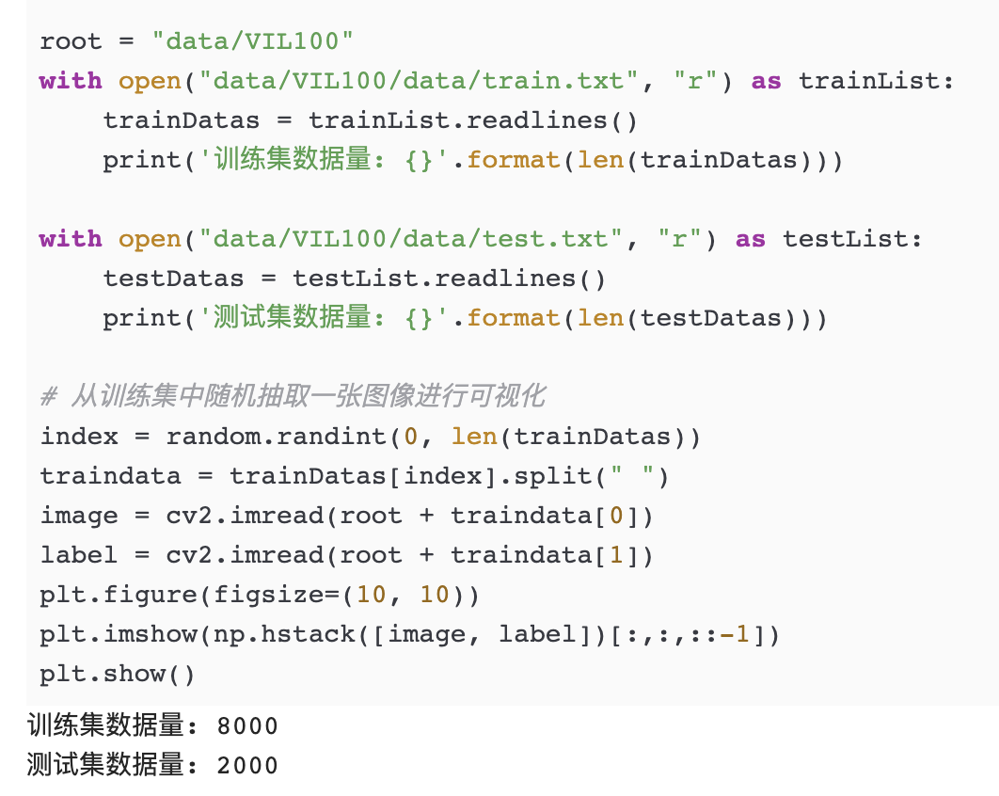 root = "data/VIL100"
with open("data/VIL100/data/train.txt", "r") as trainList:
    trainDatas = trainList.readlines()
    print('训练集数据量: {}'.format(len(trainDatas)))
with open("data/VIL100/data/test.txt", "r") as testList:
    testDatas = testList.readlines()
    print('测试集数据量: {}'.format(len(testDatas)))
# 从训练集中随机抽取一张图像进行可视化
index = random.randint(0, len(trainDatas))
traindata = trainDatas[index].split(" ")
image = cv2.imread(root + traindata[0])
label = cv2.imread(root + traindata[1])
plt.figure(figsize=(10, 10))
plt.imshow(np.hstack([image, label])[:,:,::-1])
plt.show()
训练集数据量: 8000
测试集数据量: 2000